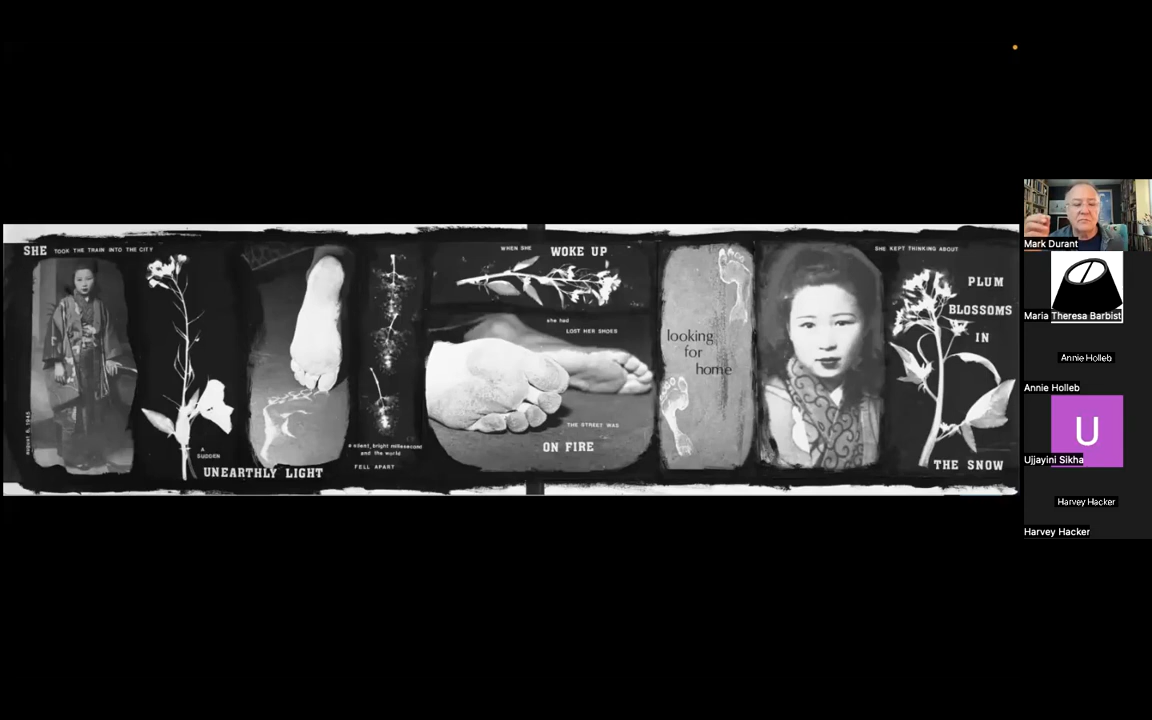 SHE TOOK THE TRAIN INTO THE CITY
August 6, 1945
A
SUDDEN
UNEARTHLY LIGHT
a silent, bright millesecond
and the world
FELL APART
WHEN SHE WOKE UP
she had
LOST HER SHOES
THE STREET WAS
ON FIRE
looking
for
home
SHE KEPT THINKING ABOUT
PLUM
BLOSSOMS
IN
THE SNOW
Mark Durant
Maria Theresa Barbist
Annie Holleb
Annie Holleb
U
Ujjayini Sikha
Harvey Hacker
Harvey Hacker